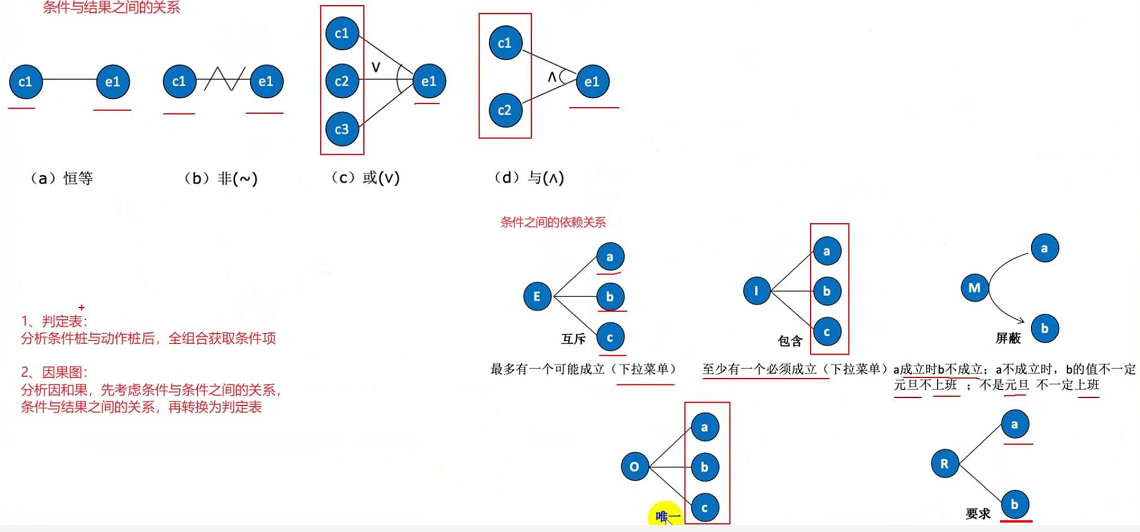 条件与结果之间的关系
c1
e1
c1
e1
c1
c2
c3
∨
e1
c1
c2
∧
e1
（a）恒等
（b）非(~)
（c）或(∨)
（d）与(∧)
条件之间的依赖关系
E
a
b
c
互斥
最多有一个可能成立（下拉菜单）
I
a
b
c
包含
至少有一个必须成立（下拉菜单）
M
a
b
屏蔽
a成立时b不成立；a不成立时，b的值不一定
元旦不上班 ；不是元旦 不一定上班
1、判定表：
分析条件桩与动作桩后，全组合获取条件项
2、因果图：
分析因和果，先考虑条件与条件之间的关系，
条件与结果之间的关系，再转换为判定表
O
a
b
c
唯一
R
a
b
要求